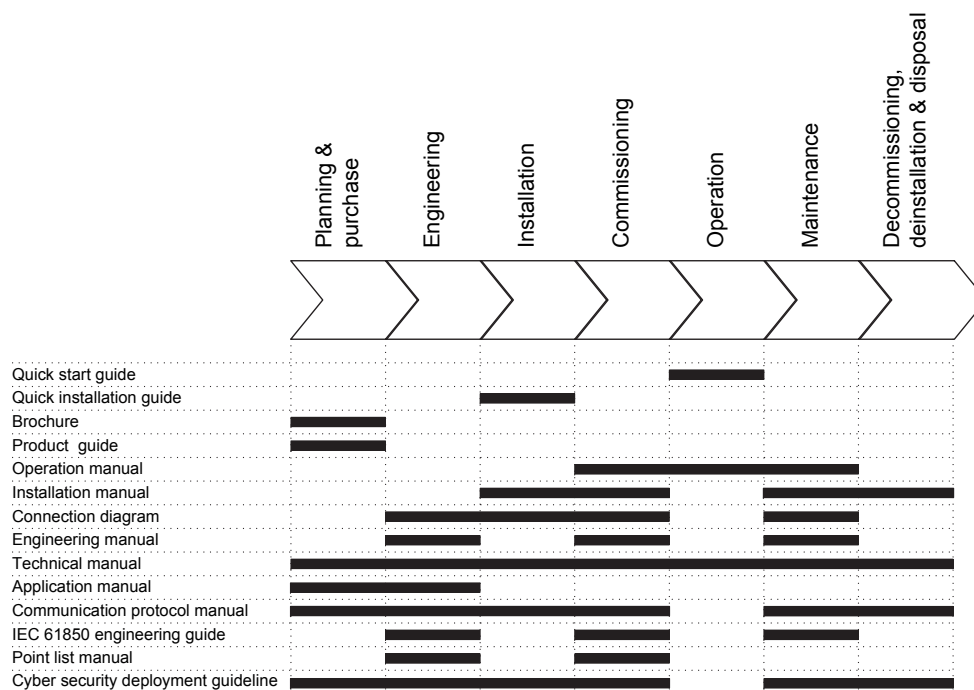 Planning &
purchase
Engineering
Installation
Commissioning
Operation
Maintenance
Decommissioning,
deinstallation & disposal
Quick start guide
Quick installation guide
Brochure
Product guide
Operation manual
Installation manual
Connection diagram
Engineering manual
Technical manual
Application manual
Communication protocol manual
IEC 61850 engineering guide
Point list manual
Cyber security deployment guideline